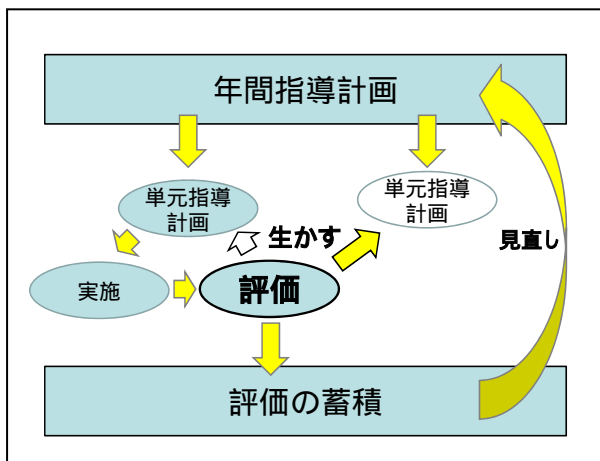 年間指導計画
単元指導
計画
単元指導
計画
生かす
見直し
実施
評価
評価の蓄積